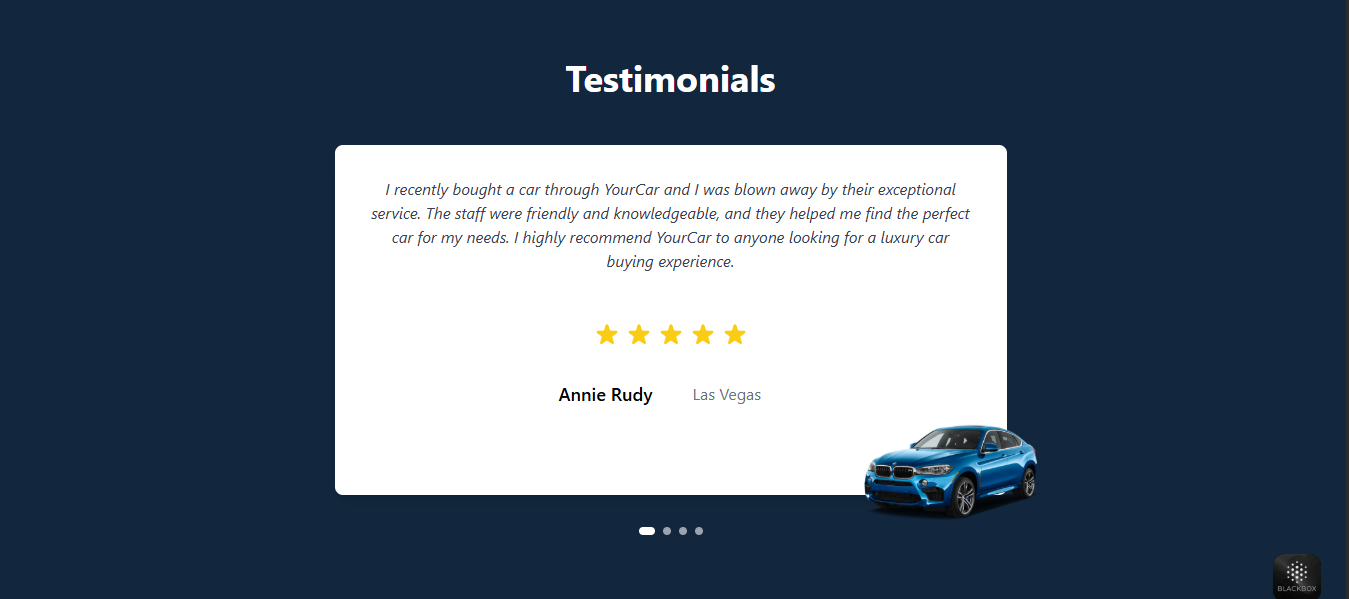 Testimonials
I recently bought a car through YourCar and I was blown away by their exceptional
service. The staff were friendly and knowledgeable, and they helped me find the perfect
car for my needs. I highly recommend YourCar to anyone looking for a luxury car
buying experience.
Annie Rudy Las Vegas
BLACKBOX